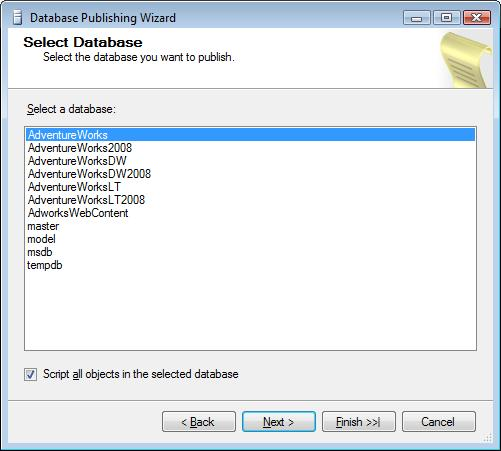 Database Publishing Wizard
Select Database
Select the database you want to publish.
Select a database:
AdventureWorks
AdventureWorks2008
AdventureWorksDW
AdventureWorksDW2008
AdventureWorksLT
AdventureWorksLT2008
AdworksWebContent
master
model
msdb
tempdb
Script all objects in the selected database
< Back Next > Finish >>| Cancel